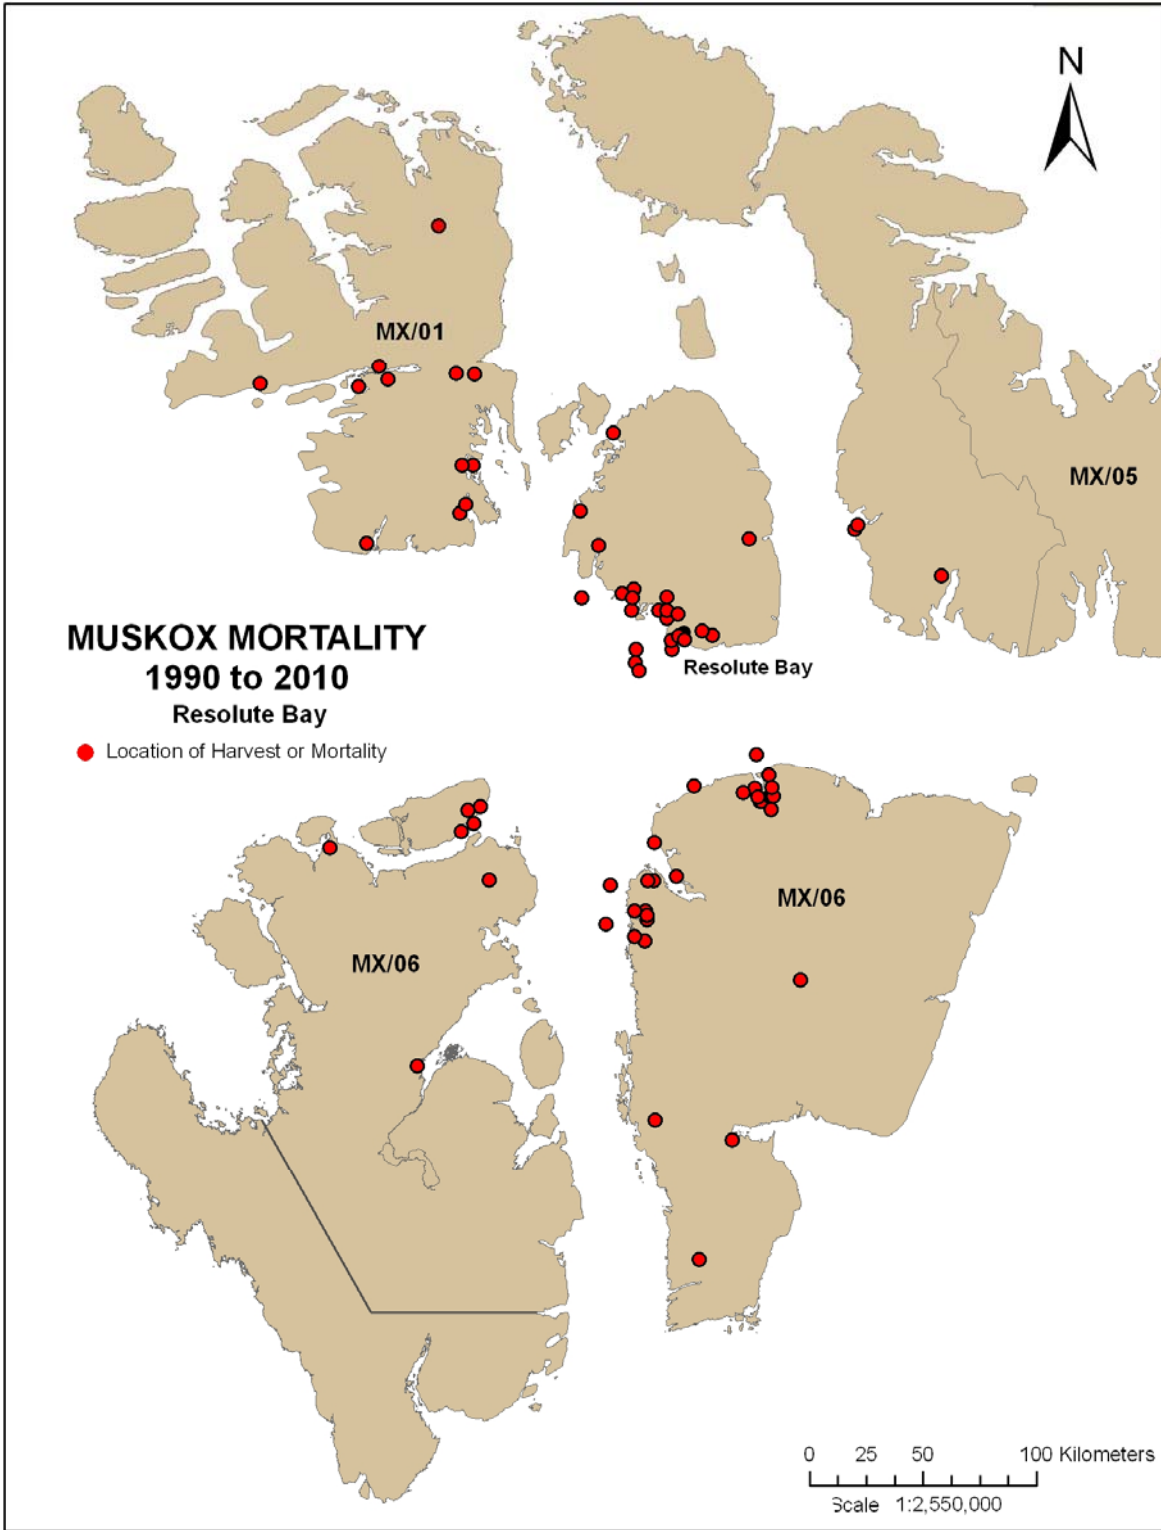 N
MX/01
MX/05
MUSKOX MORTALITY
1990 to 2010
Resolute Bay
Location of Harvest or Mortality
Resolute Bay
MX/06
MX/06
0 25 50 100 Kilometers
Scale 1:2,550,000